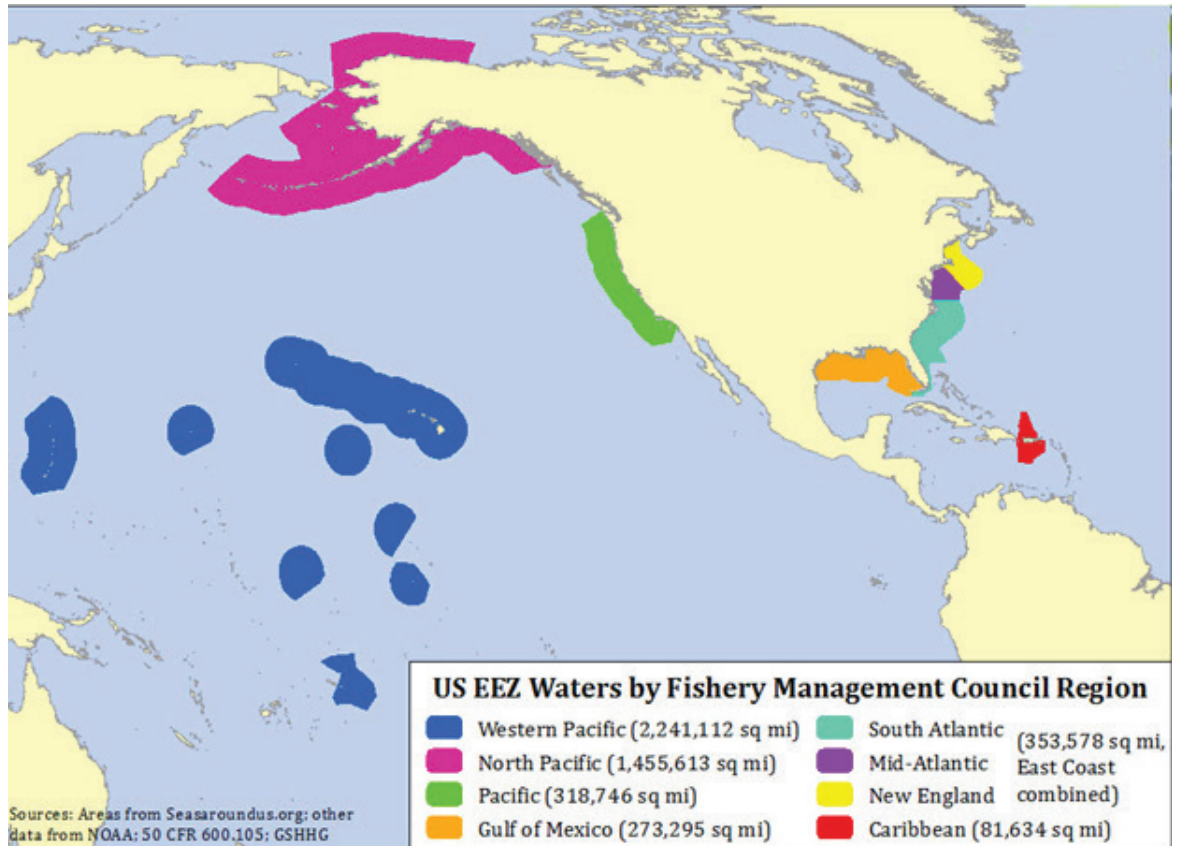 US EEZ Waters by Fishery Management Council Region
Western Pacific (2,241,112 sq mi)
North Pacific (1,455,613 sq mi)
Pacific (318,746 sq mi)
Gulf of Mexico (273,295 sq mi)
South Atlantic
Mid-Atlantic
New England
(353,578 sq mi,
East Coast
combined)
Caribbean (81,634 sq mi)
Sources: Areas from Seasaroundus.org; other
data from NOAA; 50 CFR 600.105; GSHHG